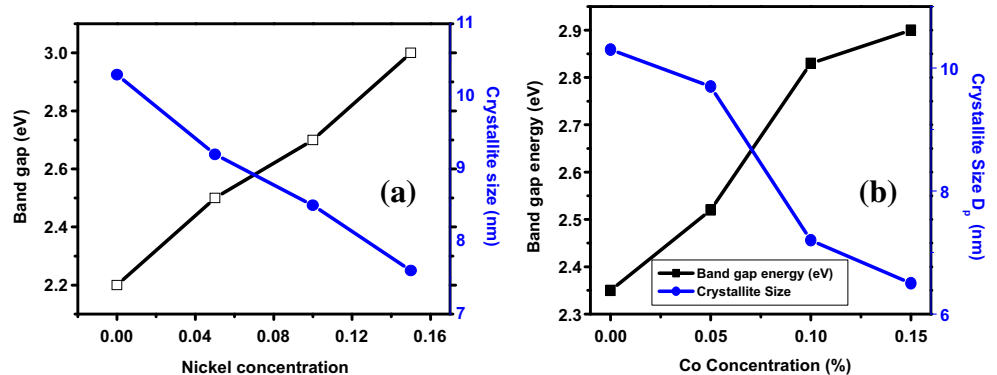 3.0
2.8
2.6
2.4
2.2
Band gap (eV)
0.00 0.04 0.08 0.12 0.16
Nickel concentration
11
10
9
8
7
Crystallite size (nm)
(a)
2.9
2.8
2.7
2.6
2.5
2.4
2.3
Band gap energy (eV)
0.00 0.05 0.10 0.15
Co Concentration (%)
10
8
6
Crystallite Size Dp (nm)
(b)
Band gap energy (eV)
Crystallite Size